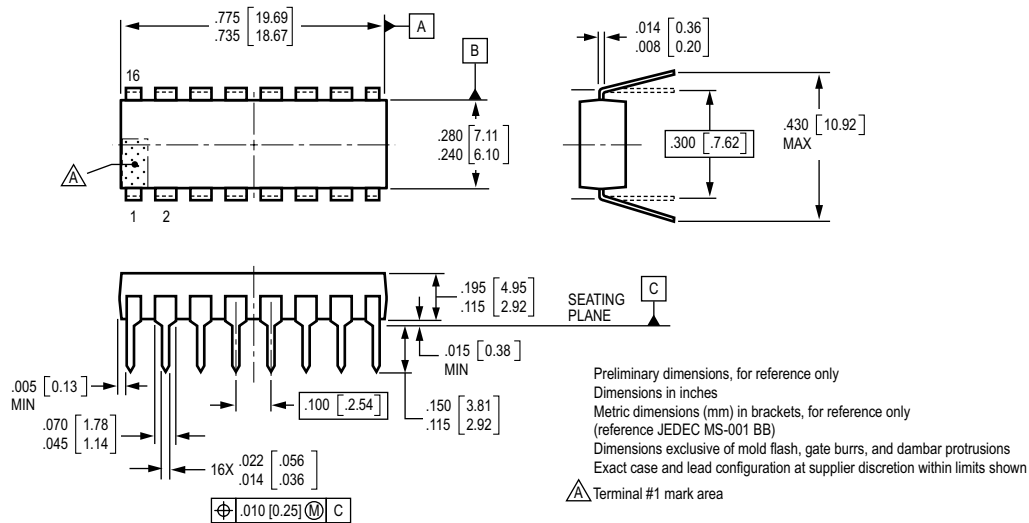 .775 [19.69]
.735 [18.67]
A
B
16
.280 [7.11]
.240 [6.10]
A
1 2
.014 [0.36]
.008 [0.20]
.300 [.7.62]
.430 [10.92]
MAX
.195 [4.95]
.115 [2.92]
SEATING
PLANE
C
.015 [0.38]
MIN
.005 [0.13]
MIN
.100 [.2.54]
.150 [3.81]
.115 [2.92]
.070 [1.78]
.045 [1.14]
16X .022 [.056]
.014 [.036]
⌖ .010 [0.25] Ⓜ C
Preliminary dimensions, for reference only
Dimensions in inches
Metric dimensions (mm) in brackets, for reference only
(reference JEDEC MS-001 BB)
Dimensions exclusive of mold flash, gate burrs, and dambar protrusions
Exact case and lead configuration at supplier discretion within limits shown
A Terminal #1 mark area